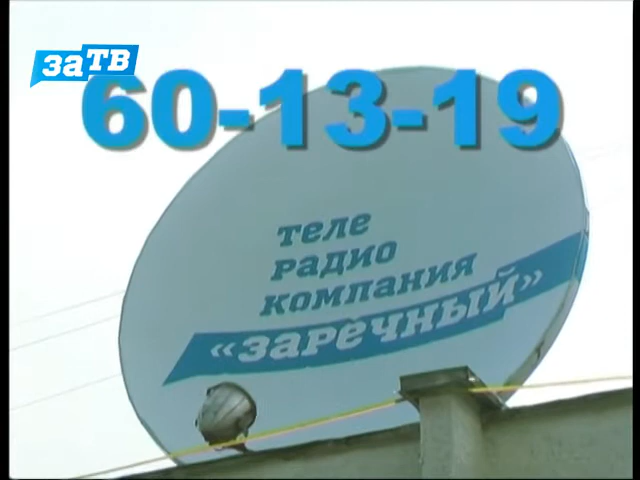 заТВ
60-13-19
теле
радио
компания
«заречный»